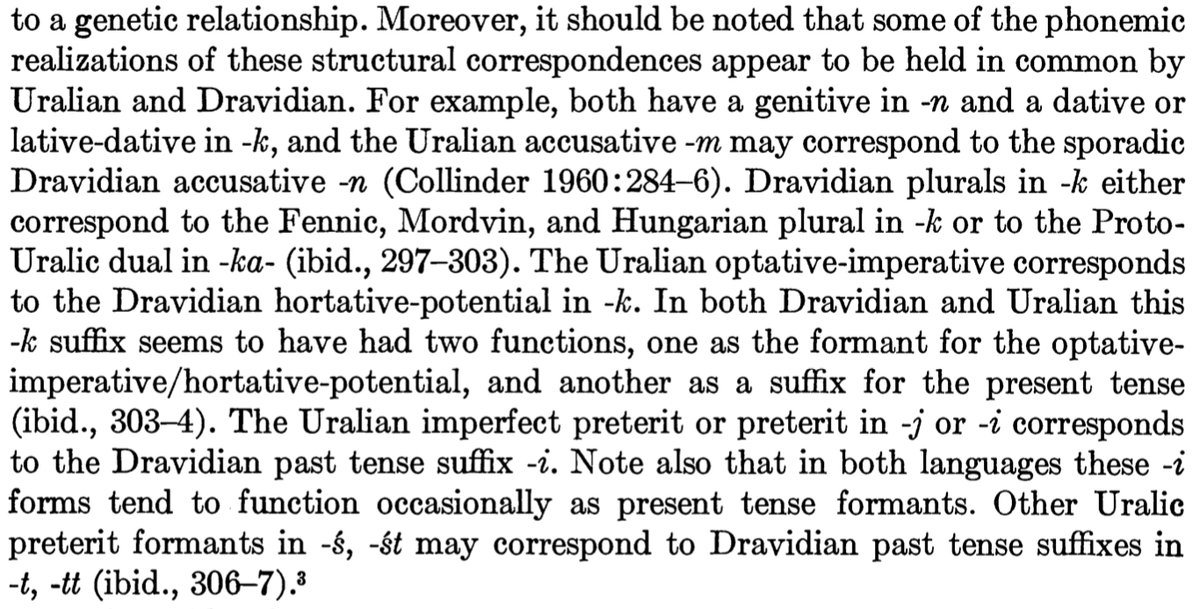 to a genetic relationship. Moreover, it should be noted that some of the phonemic
realizations of these structural correspondences appear to be held in common by
Uralian and Dravidian. For example, both have a genitive in -n and a dative or
lative-dative in -k, and the Uralian accusative -m may correspond to the sporadic
Dravidian accusative -n (Collinder 1960:284–6). Dravidian plurals in -k either
correspond to the Fennic, Mordvin, and Hungarian plural in -k or to the Proto-
Uralic dual in -ka- (ibid., 297–303). The Uralian optative-imperative corresponds
to the Dravidian hortative-potential in -k. In both Dravidian and Uralian this
-k suffix seems to have had two functions, one as the formant for the optative-
imperative/hortative-potential, and another as a suffix for the present tense
(ibid., 303–4). The Uralian imperfect preterit or preterit in -j or -i corresponds
to the Dravidian past tense suffix -i. Note also that in both languages these -i
forms tend to function occasionally as present tense formants. Other Uralic
preterit formants in -ś, -śt may correspond to Dravidian past tense suffixes in
-t, -tt (ibid., 306–7).³